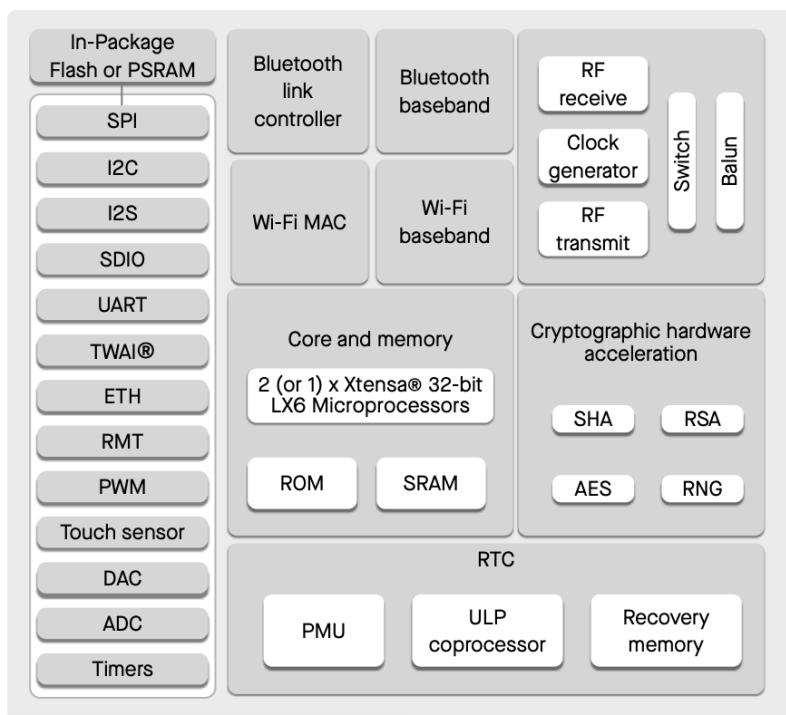 In-Package
Flash or PSRAM
SPI
I2C
I2S
SDIO
UART
TWAI®
ETH
RMT
PWM
Touch sensor
DAC
ADC
Timers
Bluetooth
link
controller
Bluetooth
baseband
Wi-Fi MAC
Wi-Fi
baseband
RF
receive
Clock
generator
RF
transmit
Switch
Balun
Core and memory
2 (or 1) x Xtensa® 32-bit
LX6 Microprocessors
ROM
SRAM
Cryptographic hardware
acceleration
SHA
RSA
AES
RNG
RTC
PMU
ULP
coprocessor
Recovery
memory